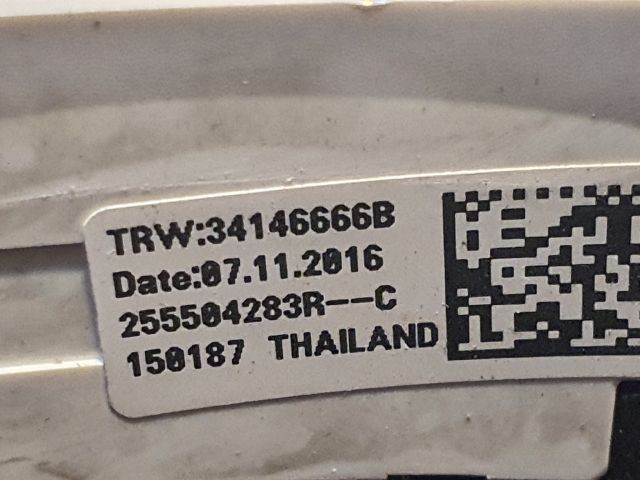 TRW:34146666B
Date:07.11.2016
255504283R--C
150187 THAILAND